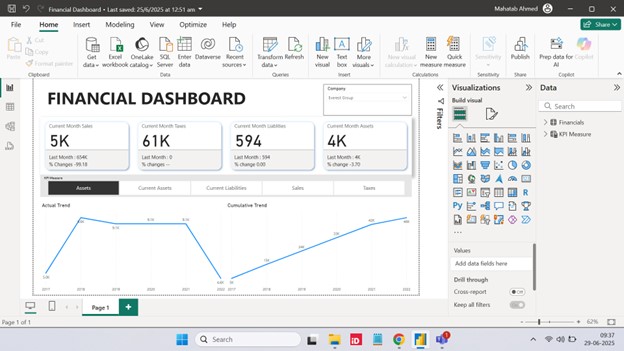 Financial Dashboard • Last saved: 25/6/2025 at 12:51 am
Search
Mahatab Ahmed
File Home Insert Modeling View Optimize Help
Share
Paste
Cut
Copy
Format painter
Get data
Excel workbook
OneLake catalog
SQL Server
Enter data
Dataverse
Recent sources
Transform data
Refresh
New visual
Text box
More visuals
New visual calculation
New measure
Quick measure
Sensitivity
Publish
Prep data for AI
Copilot
Clipboard Data Queries Insert Calculations Sensitivity Share Copilot
FINANCIAL DASHBOARD
Company
Current Month Sales
5K
Last Month : 654K
% Changes -99.18
Current Month Taxes
61K
Last Month : 0
% changes ---
Current Month Liabilities
594
Last Month : 594
% change 0.00
Current Month Assets
4K
Last Month : 4K
% change -3.70
KPI Measure
Assets Current Assets Current Liabilities Sales Taxes
Actual Trend
2017 2018 2019 2020 2021 2022
Cumulative Trend
2017 2018 2019 2020 2021 2022
Filters
Visualizations
Build visual
Values
Add data fields here
Drill through
Cross-report
Off
Keep all filters
Data
Search
Financials
KPI Measure
Page 1
Page 1 of 1
62%
Search
09:37
29-06-2025